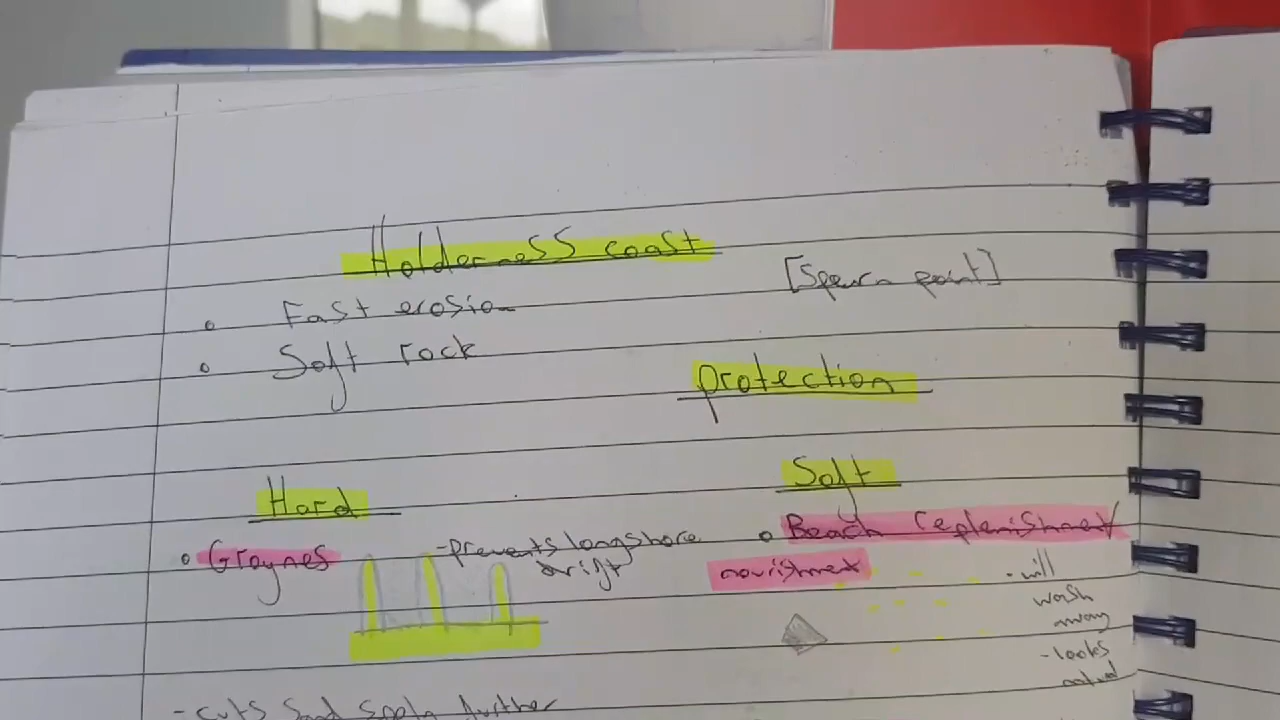 Holderness coast
[Spurn point]
• Fast erosion
• Soft rock
protection
Hard
Soft
• Groynes
- prevents longshore
drift
• Beach replenishment
nourishment
- will
wash
away
- looks
natural
- cuts sand further